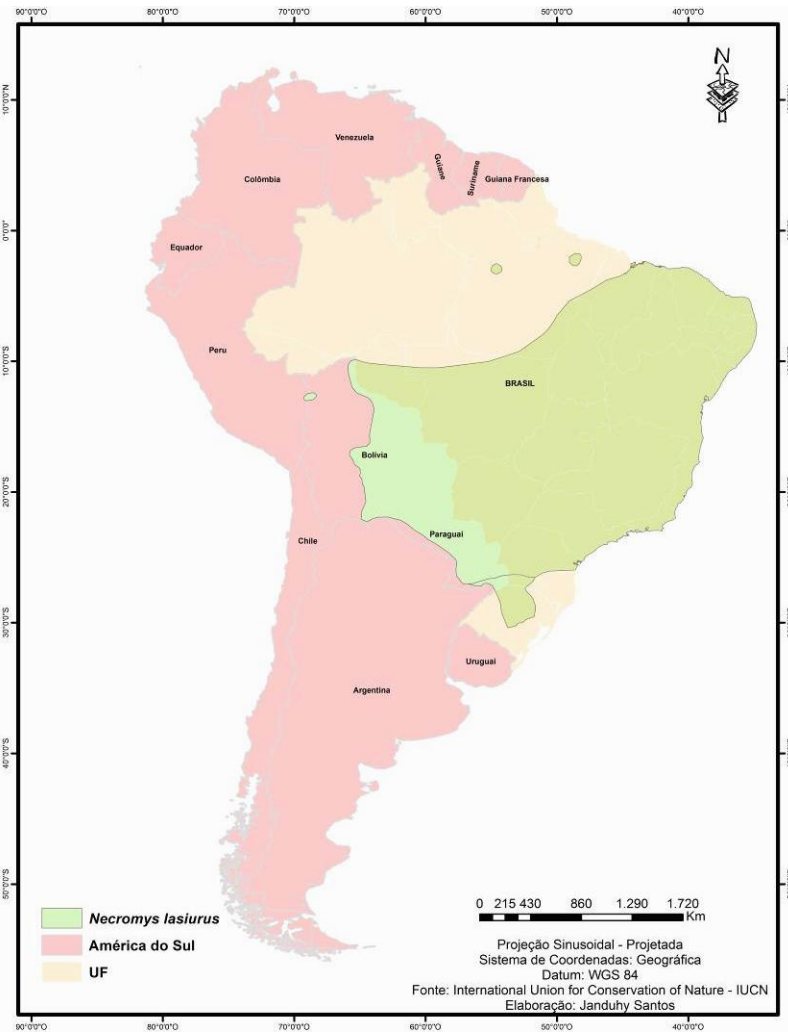 90°0'0"O 80°0'0"O 70°0'0"O 60°0'0"O 50°0'0"O 40°0'0"O
N
10°0'0"N
Venezuela
Guiane
Suriname
Guiana Francesa
Colômbia
0°0'0"
Equador
Peru
10°0'0"S
BRASIL
Bolívia
20°0'0"S
Paraguai
Chile
30°0'0"S
Uruguai
Argentina
40°0'0"S
50°0'0"S
Necromys lasiurus
América do Sul
UF
0 215 430 860 1.290 1.720
Km
Projeção Sinusoidal - Projetada
Sistema de Coordenadas: Geográfica
Datum: WGS 84
Fonte: International Union for Conservation of Nature - IUCN
Elaboração: Janduhy Santos
90°0'0"O 80°0'0"O 70°0'0"O 60°0'0"O 50°0'0"O 40°0'0"O